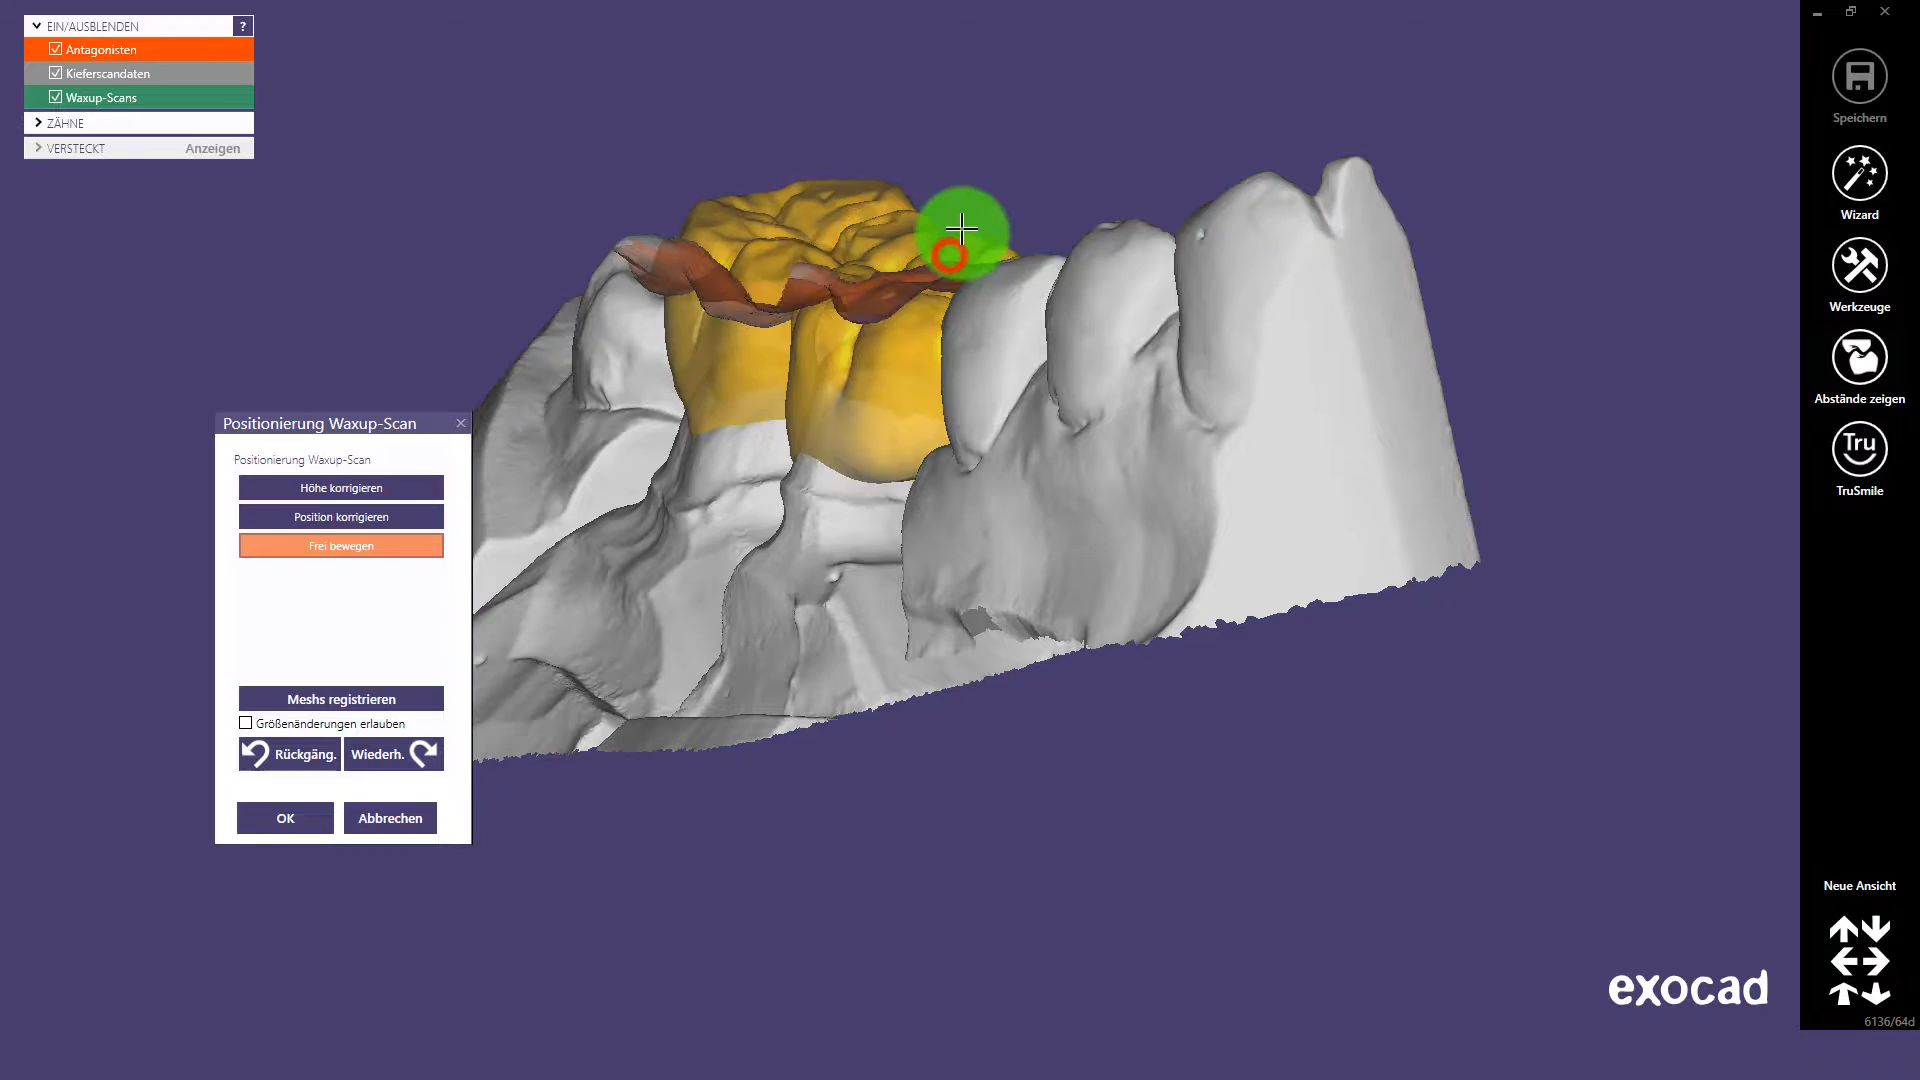 EIN/AUSBLENDEN ?
Antagonisten
Kieferscandaten
Waxup-Scans
ZÄHNE
VERSTECKT Anzeigen
Positionierung Waxup-Scan
Positionierung Waxup-Scan
Höhe korrigieren
Position korrigieren
Frei bewegen
Meshs registrieren
Größenänderungen erlauben
Rückgäng. Wiederh.
OK Abbrechen
Speichern
Wizard
Werkzeuge
Abstände zeigen
Tru
TruSmile
Neue Ansicht
exocad
6136/64d